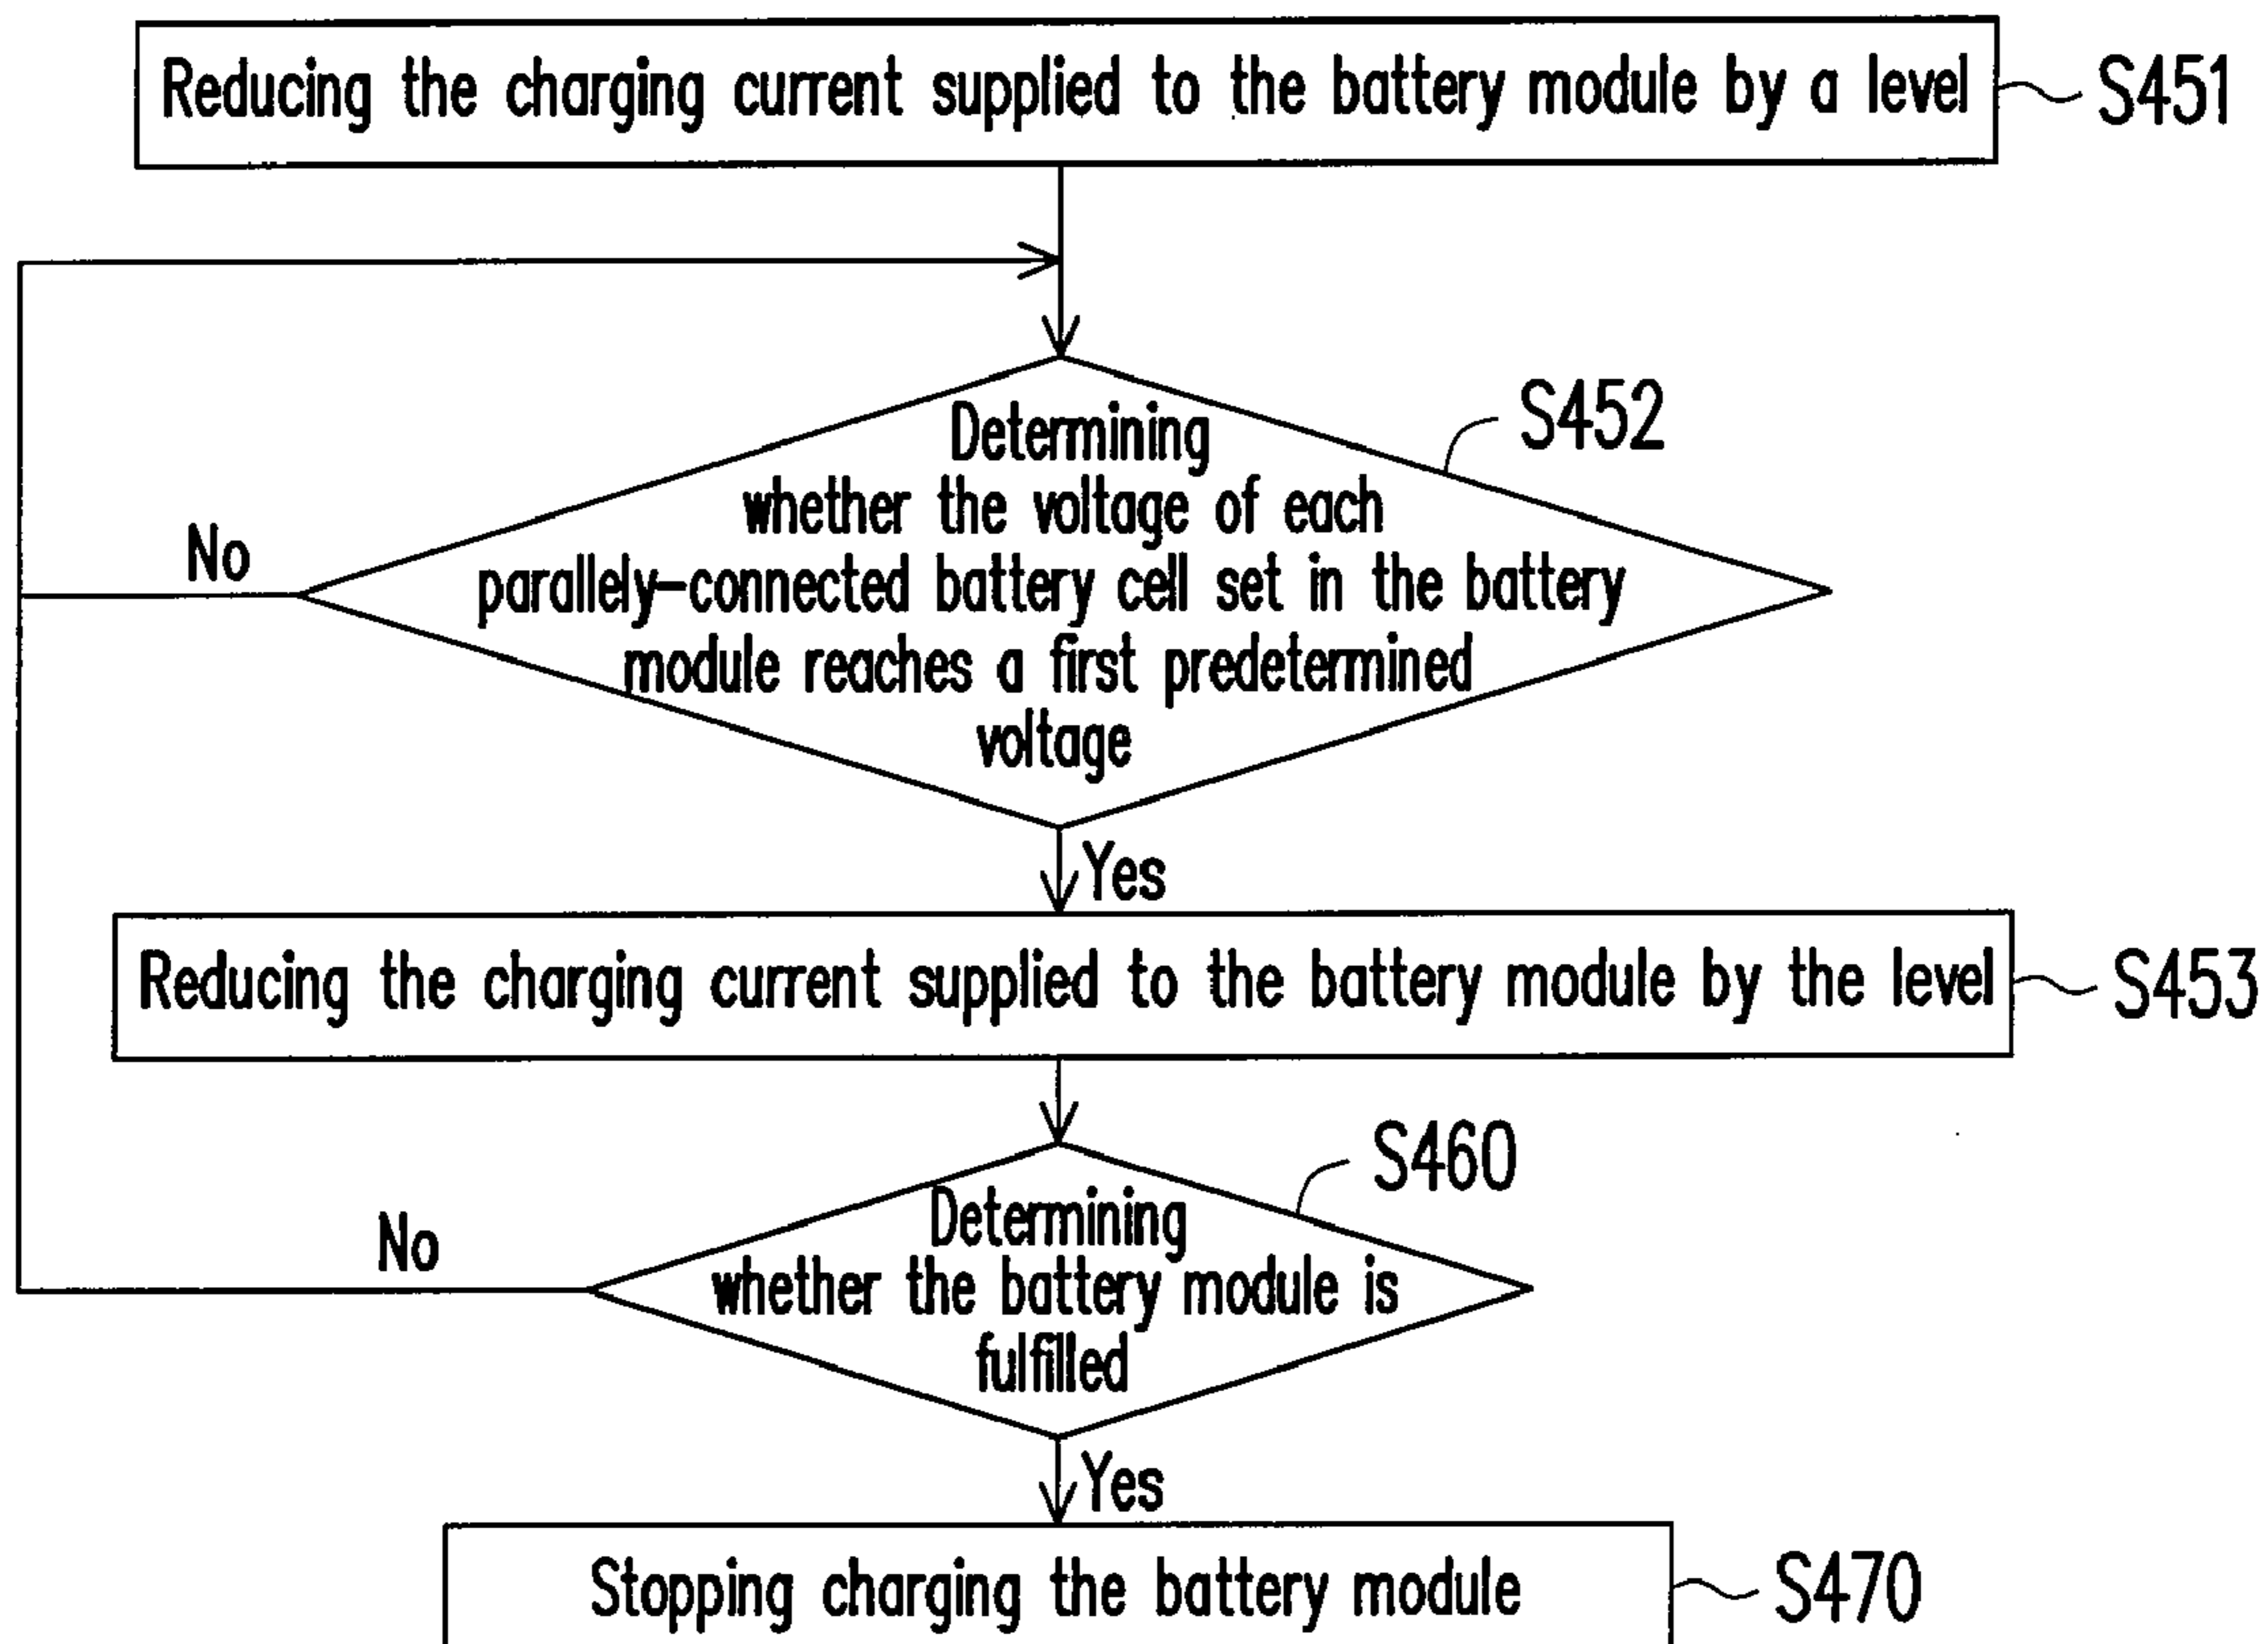 Reducing the charging current supplied to the battery module by a level
S451
S452
Determining
whether the voltage of each
parallely-connected battery cell set in the battery
module reaches a first predetermined
voltage
No
Yes
Reducing the charging current supplied to the battery module by the level
S453
S460
Determining
whether the battery module is
fulfilled
No
Yes
Stopping charging the battery module
S470